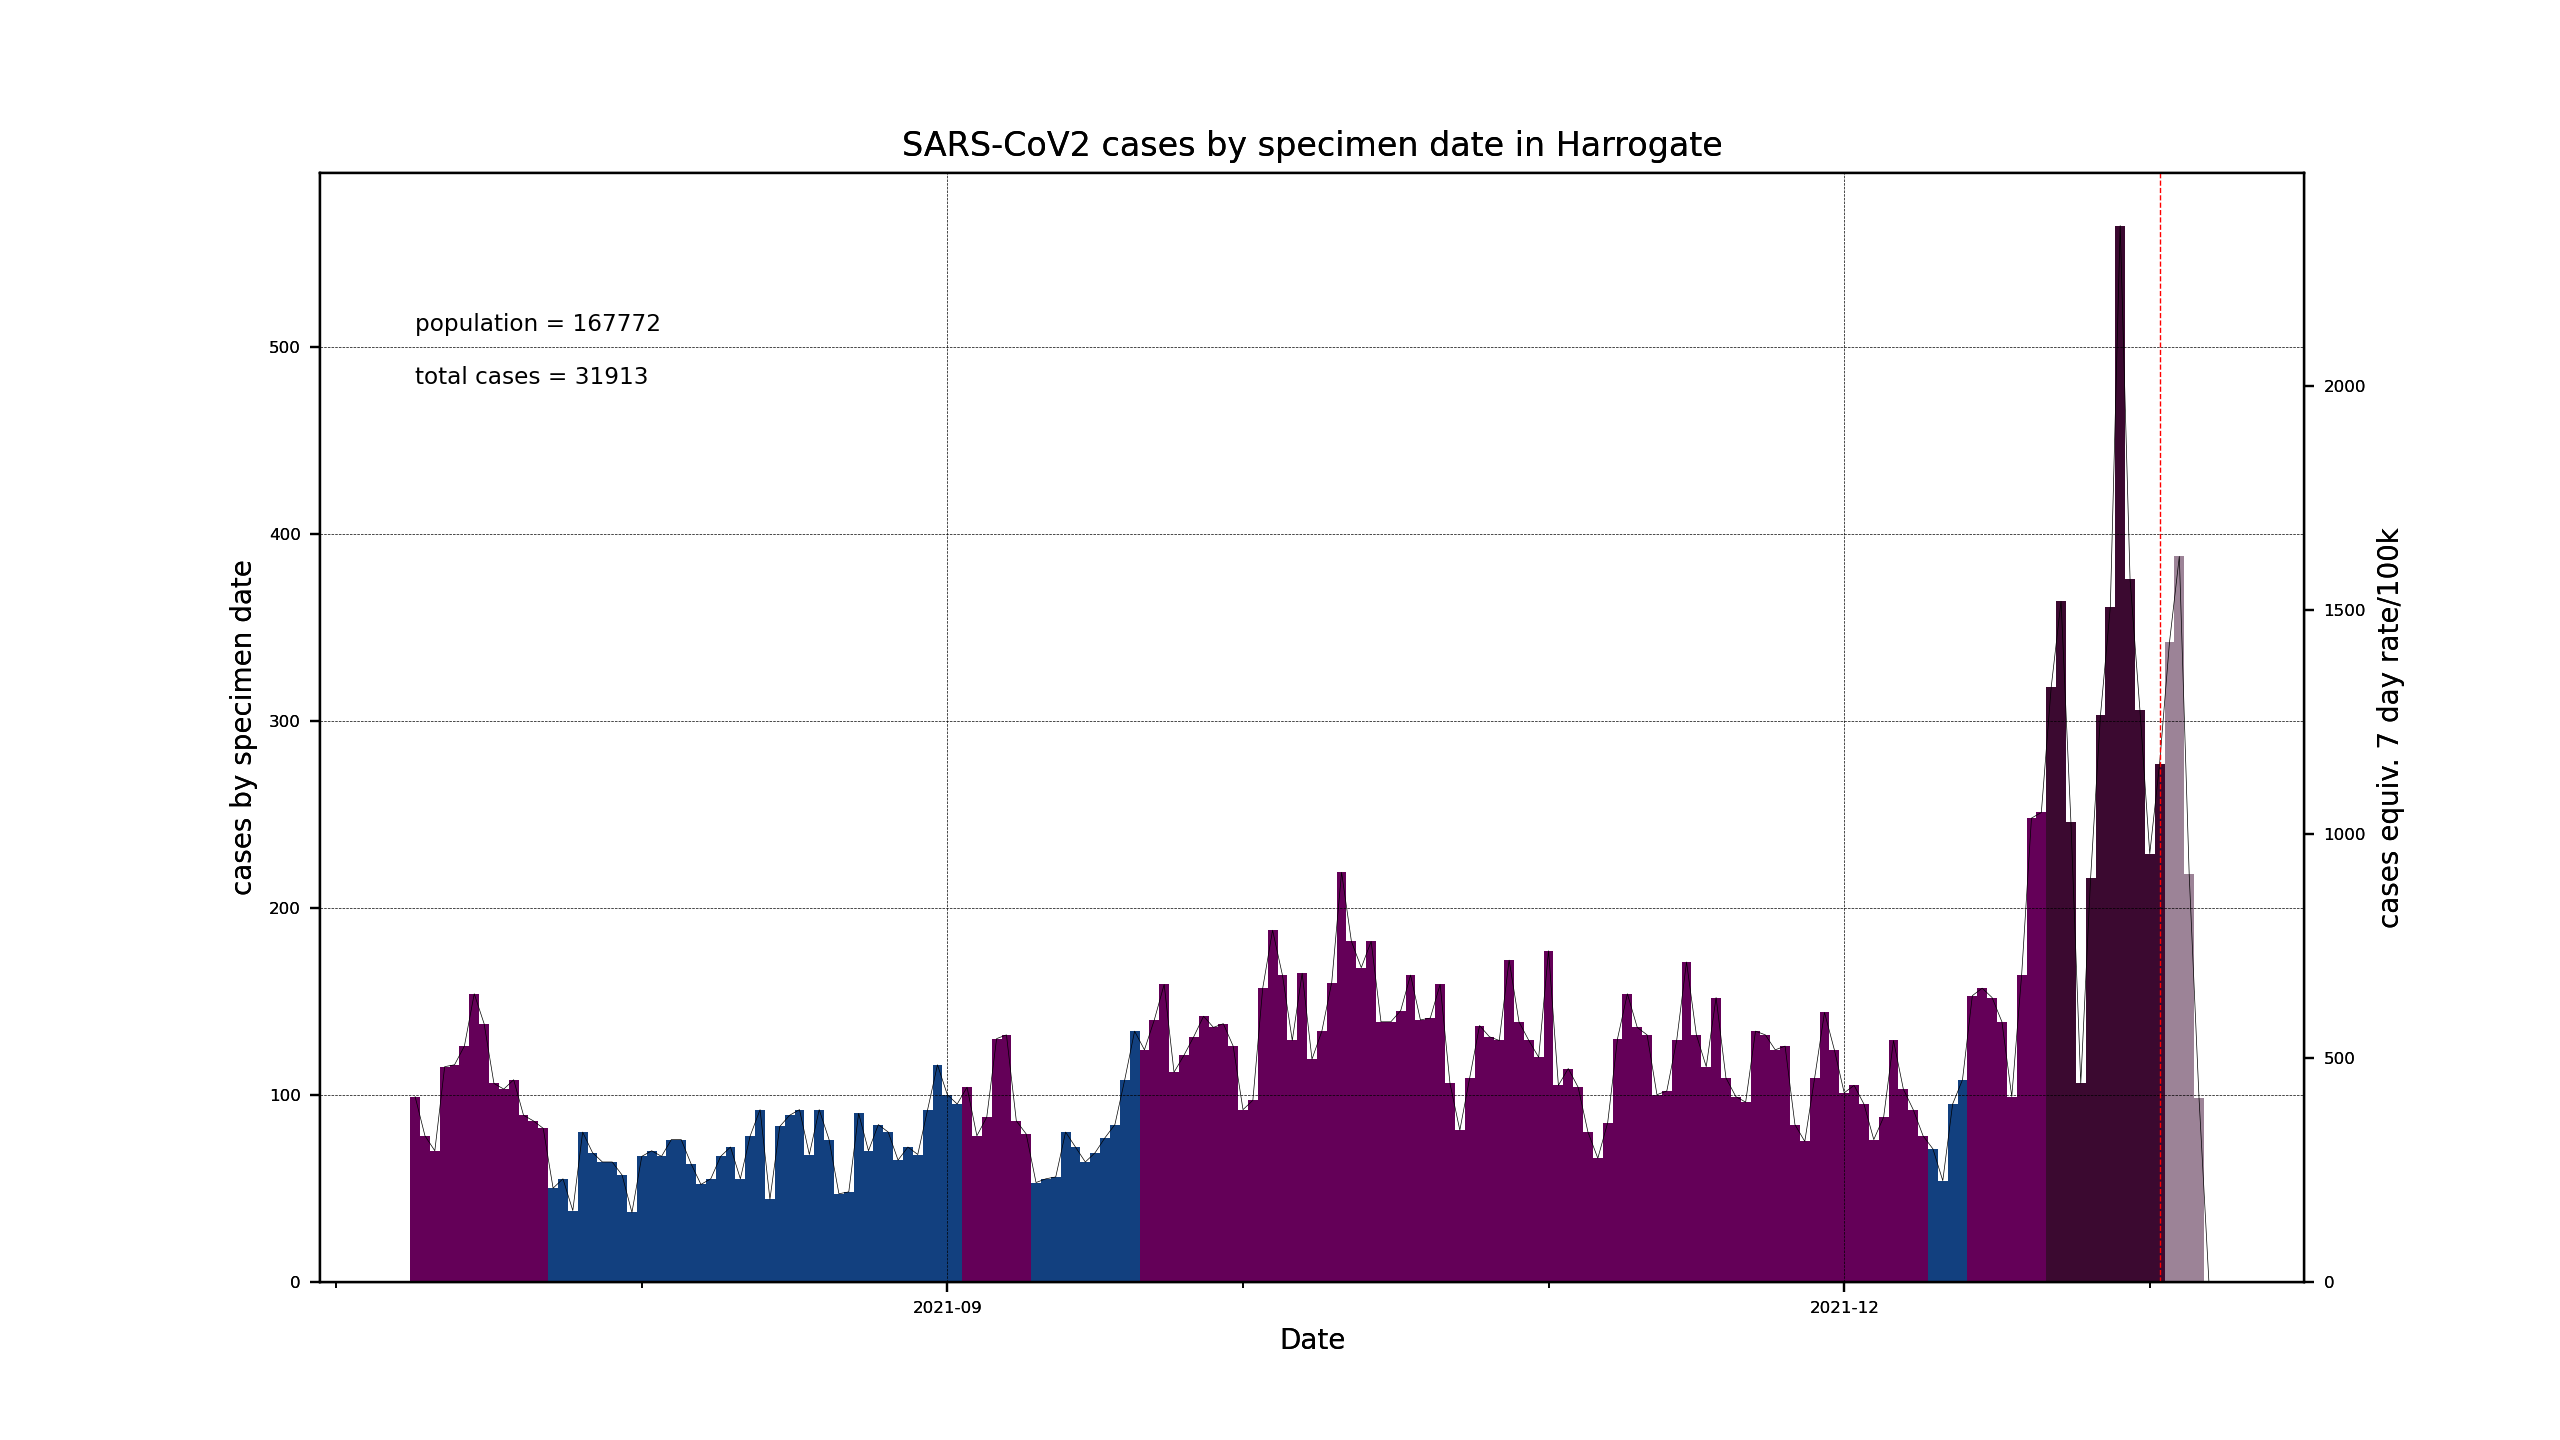 SARS-CoV2 cases by specimen date in Harrogate
population = 167772
total cases = 31913
cases by specimen date
500
400
300
200
100
0
2000
1500
1000
500
0
cases equiv. 7 day rate/100k
2021-09
2021-12
Date